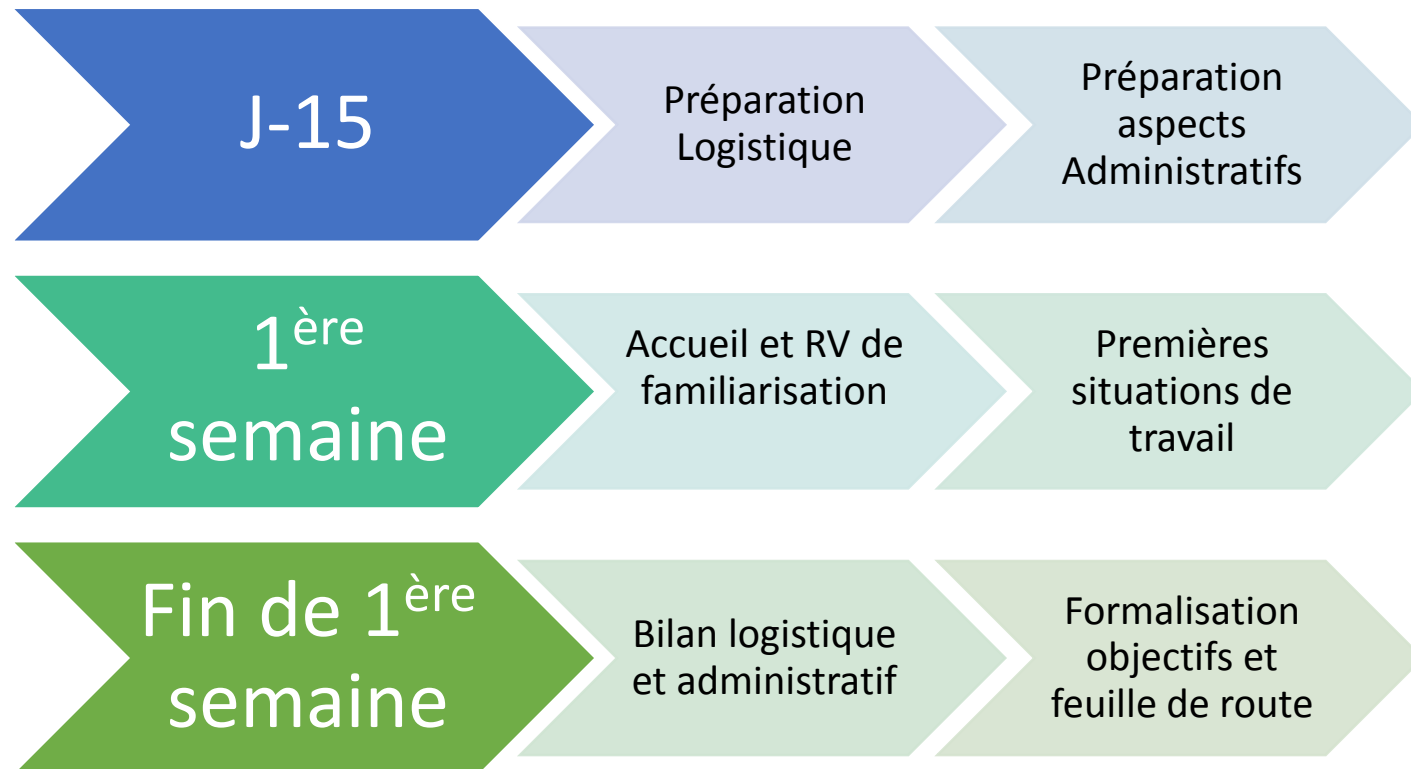 J-15
Préparation
Logistique
Préparation
aspects
Administratifs
1ère
semaine
Accueil et RV de
familiarisation
Premières
situations de
travail
Fin de 1ère
semaine
Bilan logistique
et administratif
Formalisation
objectifs et
feuille de route